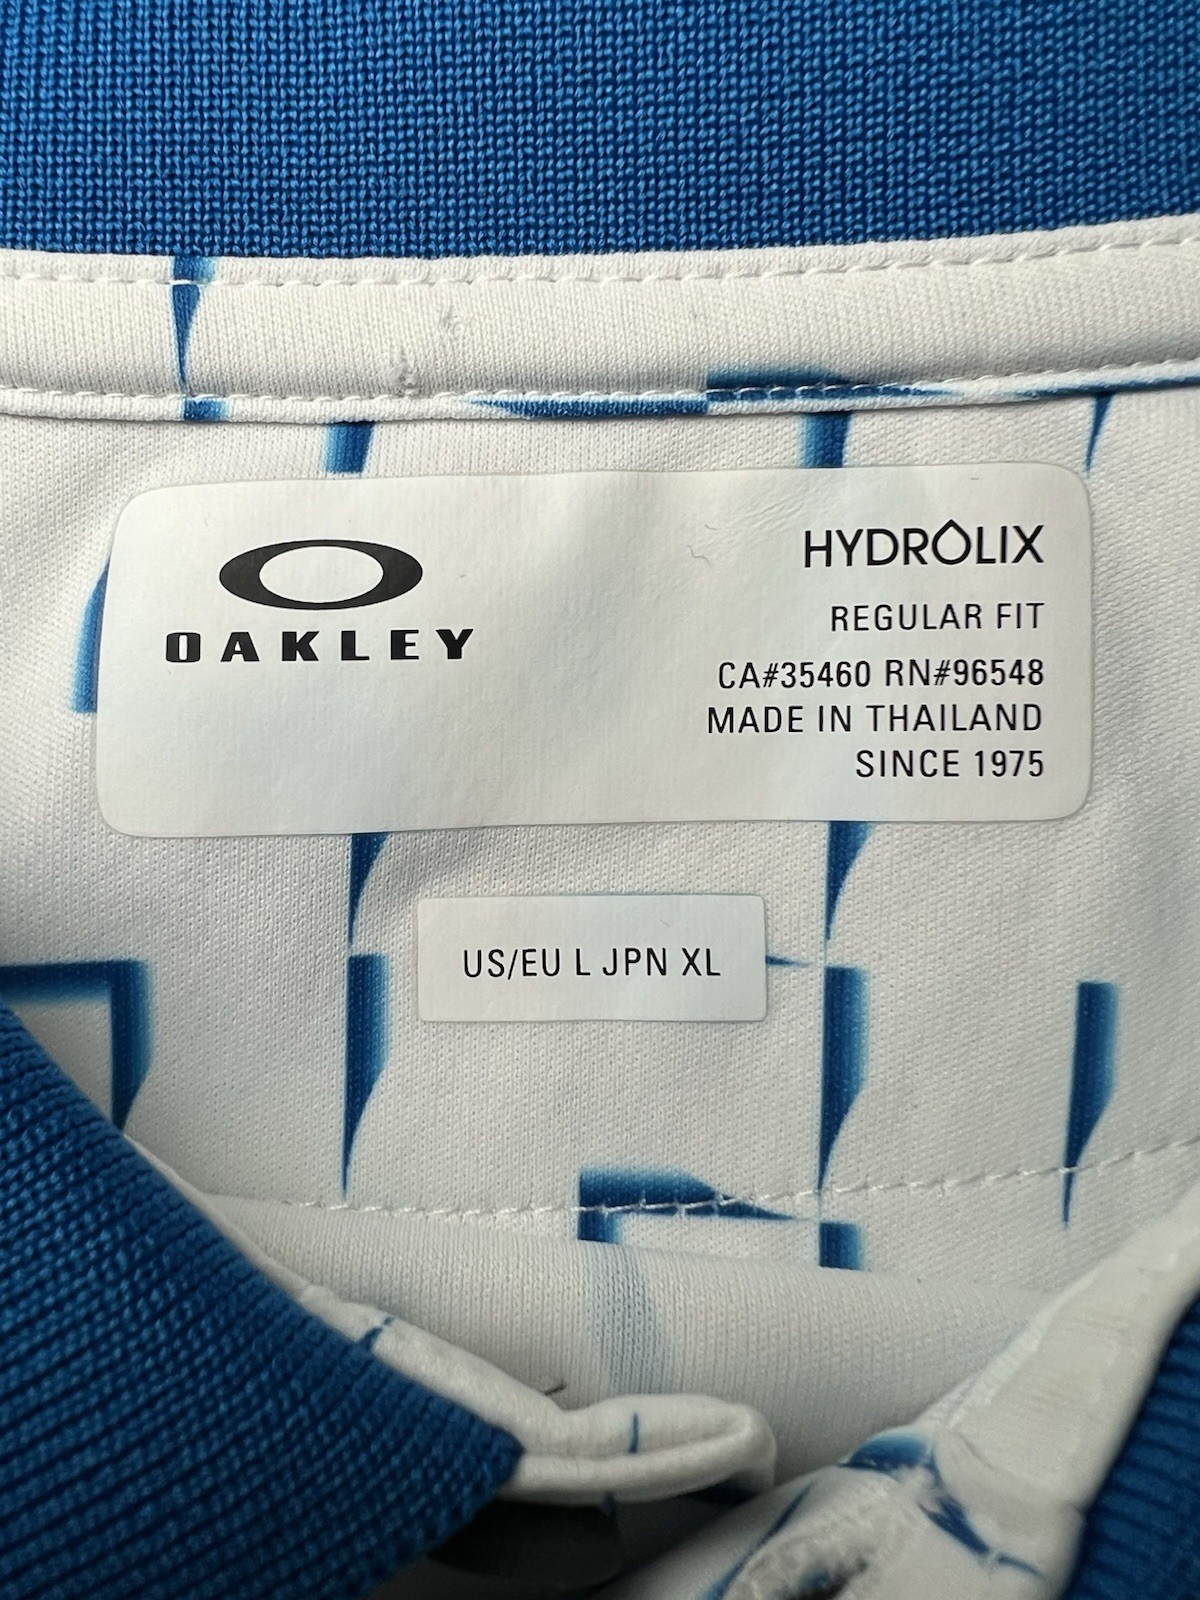 OAKLEY
HYDROLIX
REGULAR FIT
CA#35460 RN#96548
MADE IN THAILAND
SINCE 1975
US/EU L JPN XL